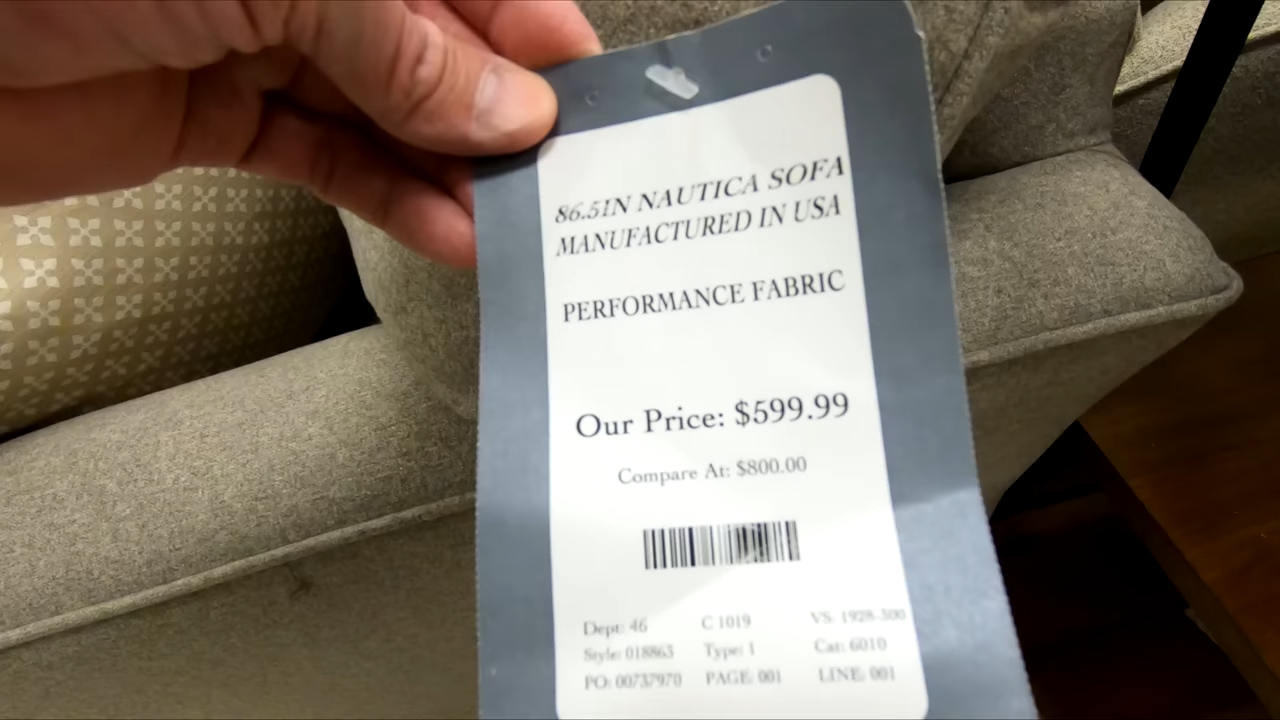 86.5IN NAUTICA SOFA
MANUFACTURED IN USA
PERFORMANCE FABRIC
Our Price: $599.99
Compare At: $800.00
Dept: 46 C 1019 VS: 1928-300
Style: 018863 Type: 1 Cat: 6010
PO: 00737970 PAGE: 001 LINE: 001